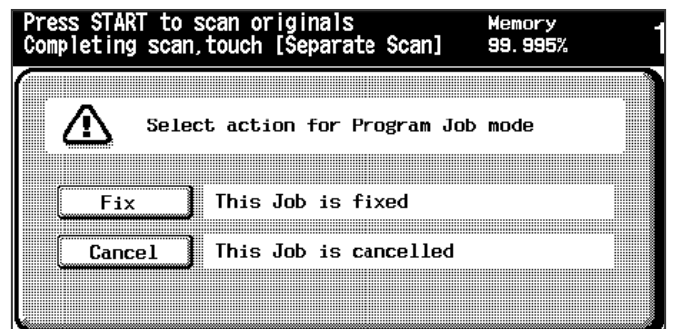 Press START to scan originals
Completing scan,touch [Separate Scan]
Memory
99.995%
1
Select action for Program Job mode
Fix
This Job is fixed
Cancel
This Job is cancelled